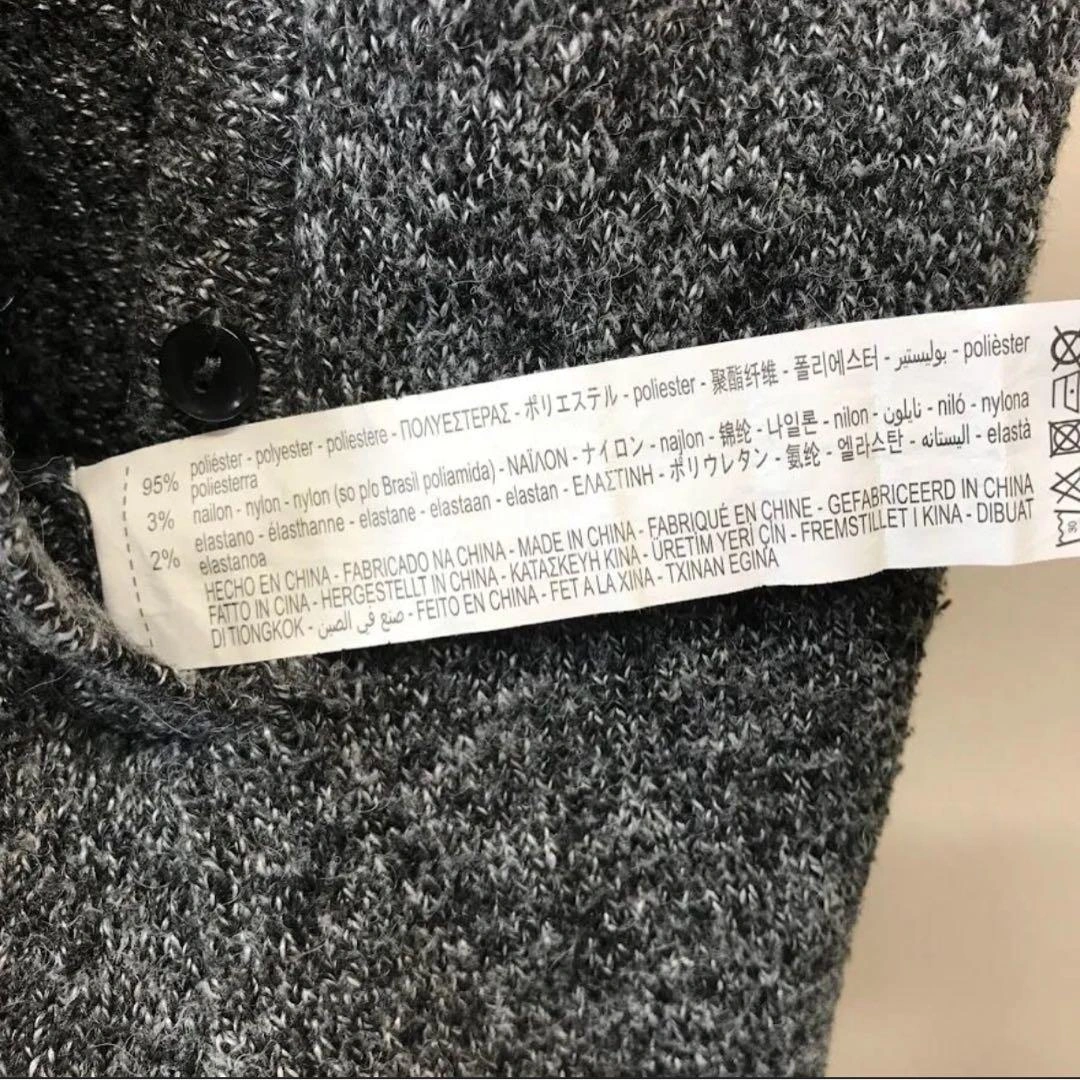 95% poliéster - polyester - poliestere - ΠΟΛΥΕΣΤΕΡΑΣ - ポリエステル - poliester - 聚酯纤维 - 폴리에스터 - بوليستير - polièster
poliesterra
3% nailon - nylon - nylon (so p/o Brasil poliamida) - ΝΑΪΛΟΝ - ナイロン - najlon - 锦纶 - 나일론 - nilon - نايلون - niló - nylona
2% elastano - élasthanne - elastane - elastaan - elastan - ΕΛΑΣΤΙΝΗ - ポリウレタン - 氨纶 - 엘라스탄 - اليستانه - elastà
elastanoa
HECHO EN CHINA - FABRICADO NA CHINA - MADE IN CHINA - FABRIQUÉ EN CHINE - GEFABRICEERD IN CHINA
FATTO IN CINA - HERGESTELLT IN CHINA - ΚΑΤΑΣΚΕΥΗ ΚΙΝΑ - ÜRETİM YERİ ÇİN - FREMSTILLET I KINA - DIBUAT
DI TIONGKOK - صنع في الصين - FEITO EN CHINA - FET A LA XINA - TXINAN EGINA